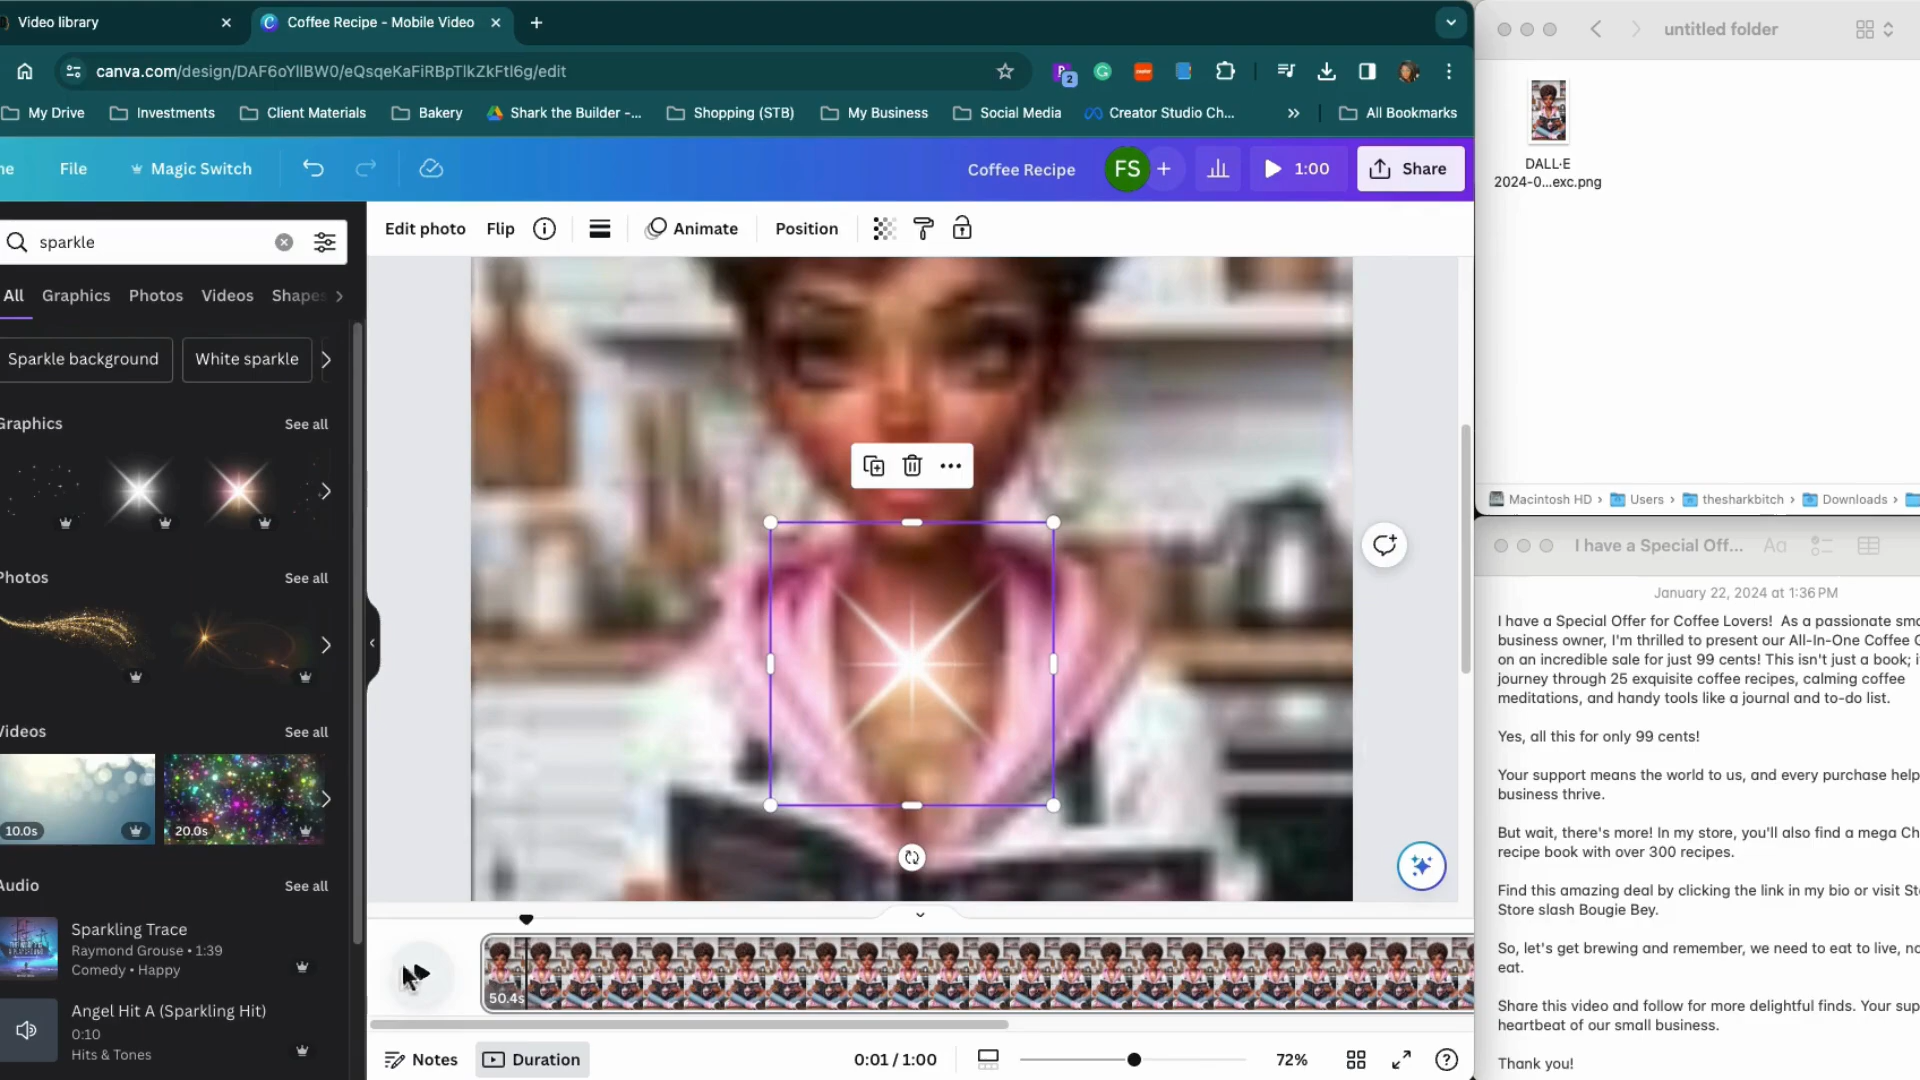 Video library
Coffee Recipe - Mobile Video
canva.com/design/DAF6oYllBW0/eQsqeKaFiRBpTlkZkFtI6g/edit
2
My Drive
Investments
Client Materials
Bakery
Shark the Builder -...
Shopping (STB)
My Business
Social Media
Creator Studio Ch...
All Bookmarks
File
Magic Switch
Coffee Recipe
FS
1:00
Share
sparkle
All
Graphics
Photos
Videos
Shapes
Sparkle background
White sparkle
Graphics
See all
Photos
See all
Videos
See all
10.0s
20.0s
Audio
See all
Sparkling Trace
Raymond Grouse • 1:39
Comedy • Happy
Angel Hit A (Sparkling Hit)
0:10
Hits & Tones
Edit photo
Flip
Animate
Position
50.4s
Notes
Duration
0:01 / 1:00
72%
untitled folder
DALL·E
2024-0...exc.png
Macintosh HD
Users
thesharkbitch
Downloads
I have a Special Off...
Aa
January 22, 2024 at 1:36 PM
I have a Special Offer for Coffee Lovers! As a passionate
business owner, I'm thrilled to present our All-In-One Coffee
on an incredible sale for just 99 cents! This isn't just a book;
journey through 25 exquisite coffee recipes, calming coffee
meditations, and handy tools like a journal and to-do list.
Yes, all this for only 99 cents!
Your support means the world to us, and every purchase
business thrive.
But wait, there's more! In my store, you'll also find a mega
recipe book with over 300 recipes.
Find this amazing deal by clicking the link in my bio or visit
Store slash Bougie Bey.
So, let's get brewing and remember, we need to eat to live,
eat.
Share this video and follow for more delightful finds. Your
heartbeat of our small business.
Thank you!